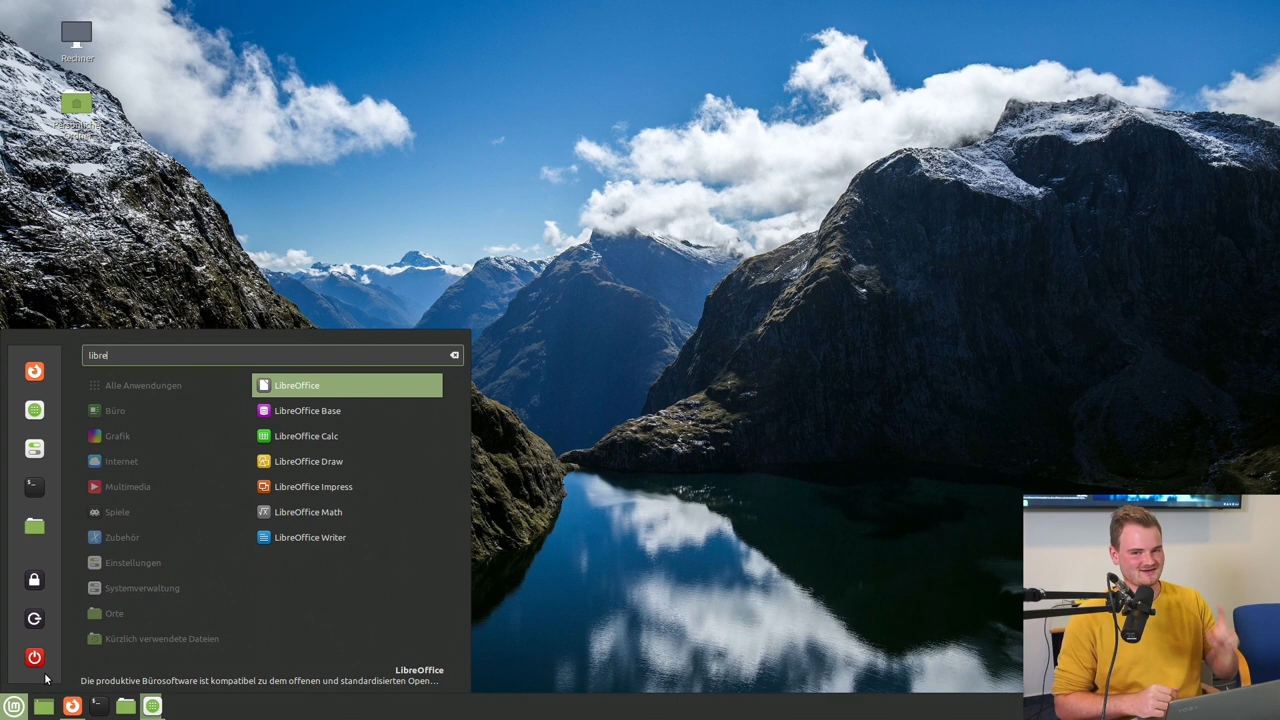 Rechner
libre
Alle Anwendungen
Büro
Grafik
Internet
Multimedia
Spiele
Zubehör
Einstellungen
Systemverwaltung
Orte
Kürzlich verwendete Dateien
LibreOffice
LibreOffice Base
LibreOffice Calc
LibreOffice Draw
LibreOffice Impress
LibreOffice Math
LibreOffice Writer
LibreOffice
Die produktive Bürosoftware ist kompatibel zu dem offenen und standardisierten Open…